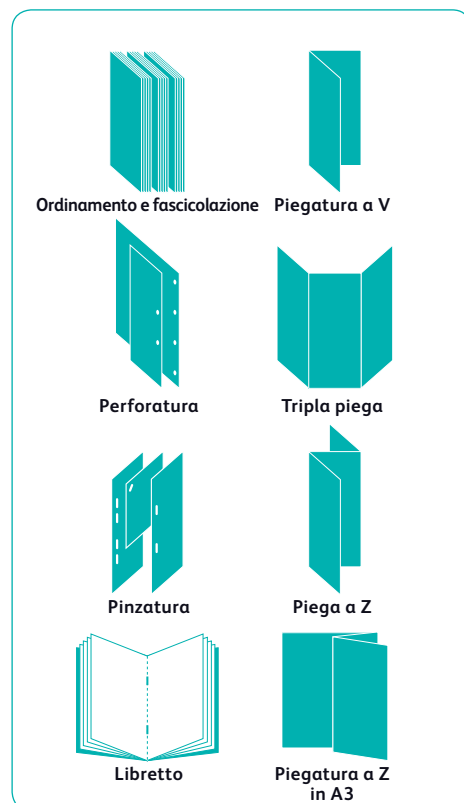 Ordinamento e fascicolazione
Piegatura a V
Perforatura
Tripla piega
Pinzatura
Piega a Z
Libretto
Piegatura a Z
in A3